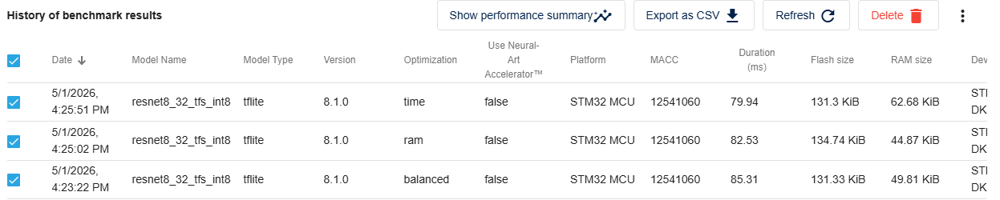 History of benchmark results Show performance summary Export as CSV Refresh Delete
Date Model Name Model Type Version Optimization Use Neural-Art Accelerator™ Platform MACC Duration (ms) Flash size RAM size Dev
5/1/2026, 4:25:51 PM resnet8_32_tfs_int8 tflite 8.1.0 time false STM32 MCU 12541060 79.94 131.3 KiB 62.68 KiB STI DK
5/1/2026, 4:25:02 PM resnet8_32_tfs_int8 tflite 8.1.0 ram false STM32 MCU 12541060 82.53 134.74 KiB 44.87 KiB STI DK
5/1/2026, 4:23:22 PM resnet8_32_tfs_int8 tflite 8.1.0 balanced false STM32 MCU 12541060 85.31 131.33 KiB 49.81 KiB STI DK